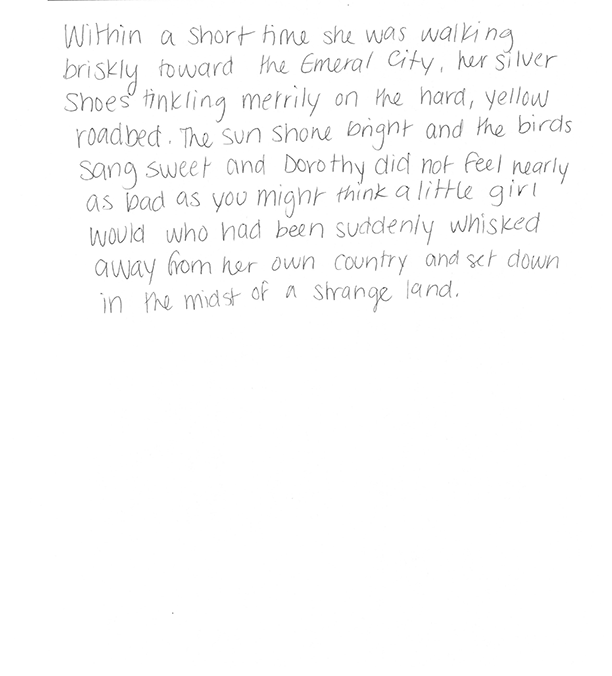 Within a short time she was walking
briskly toward the Emeral City, her silver
Shoes tinkling merrily on the hard, yellow
roadbed. The sun shone bright and the birds
sang sweet and Dorothy did not feel nearly
as bad as you might think a little girl
would who had been suddenly whisked
away from her own country and set down
in the midst of a strange land.